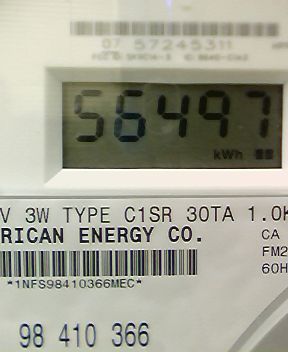 07 57245311
56497
kWh
V 3W TYPE C1SR 30TA 1.0K
RICAN ENERGY CO.
CA
FM2
60H
*1NFS98410366MEC*
98 410 366